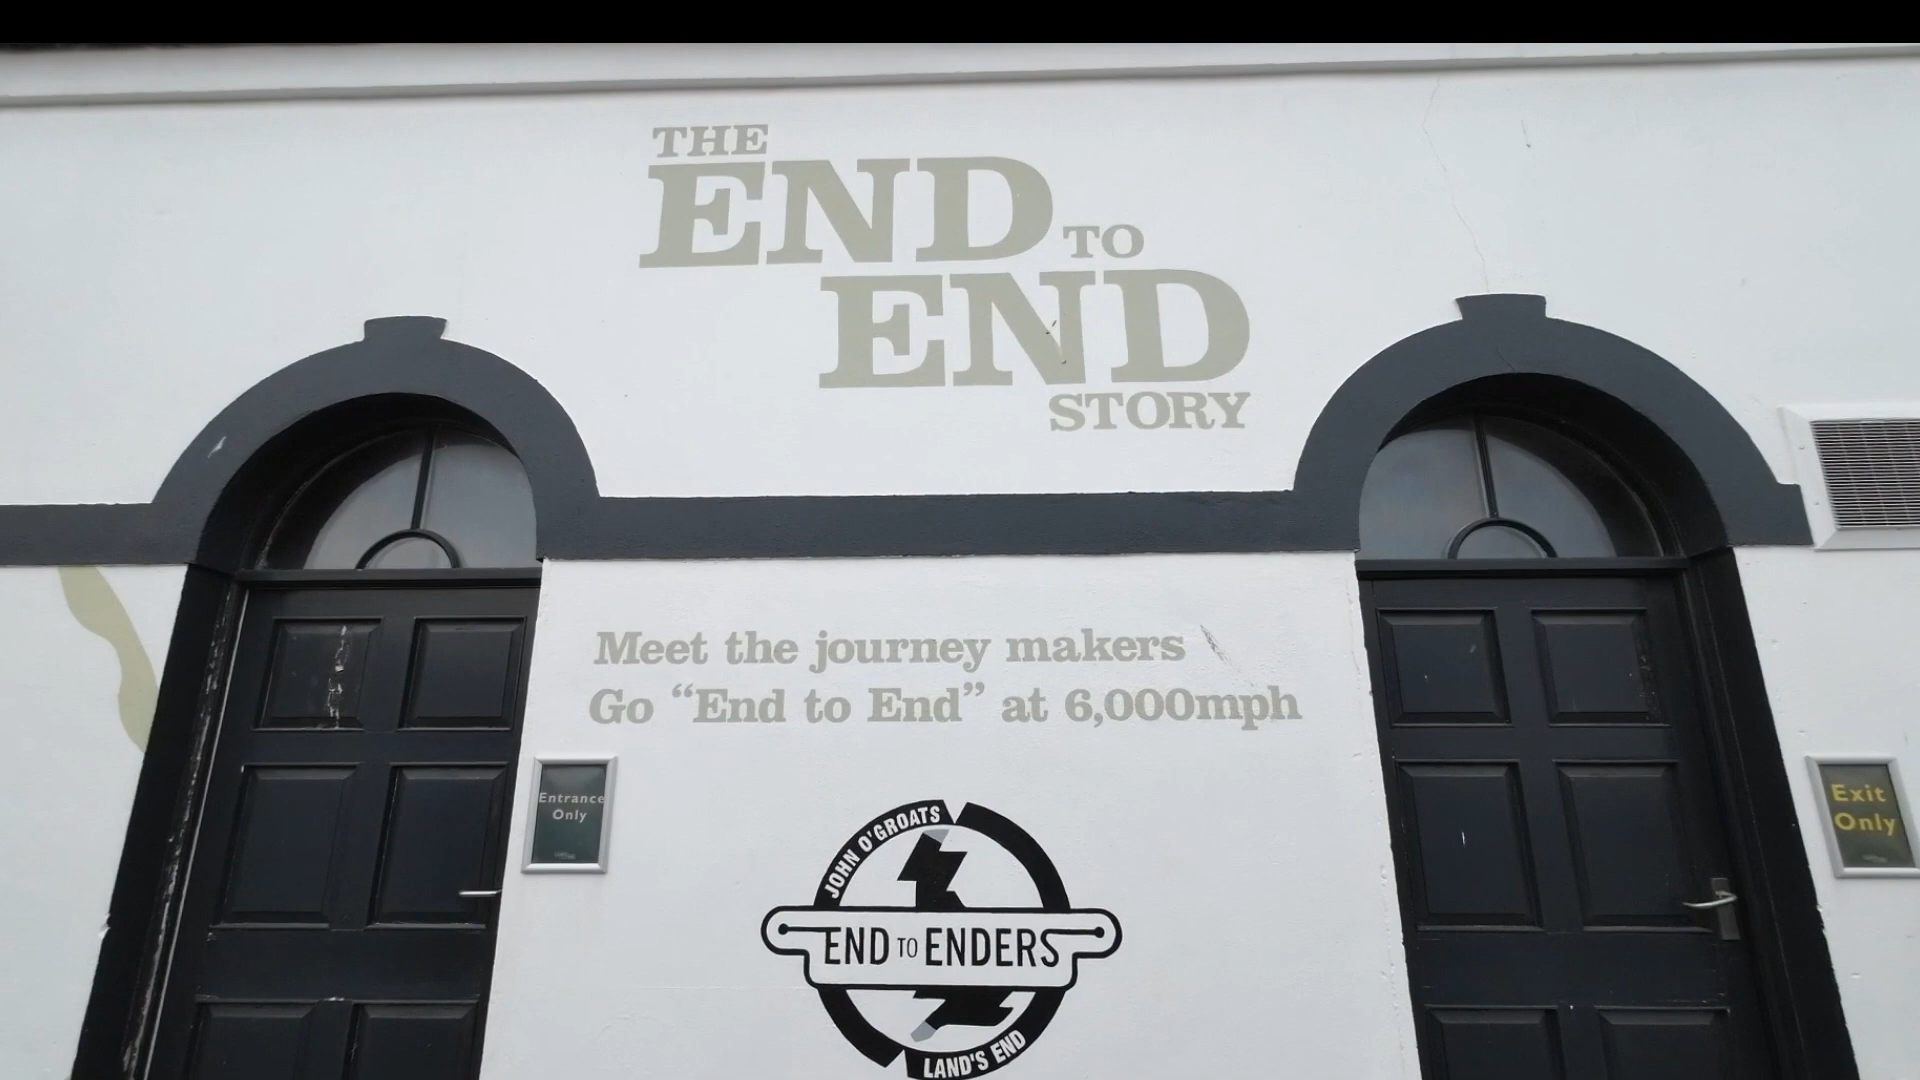 THE
END TO
END
STORY
Meet the journey makers
Go “End to End” at 6,000mph
Entrance
Only
Exit
Only
JOHN O'GROATS
END TO ENDERS
LAND'S END